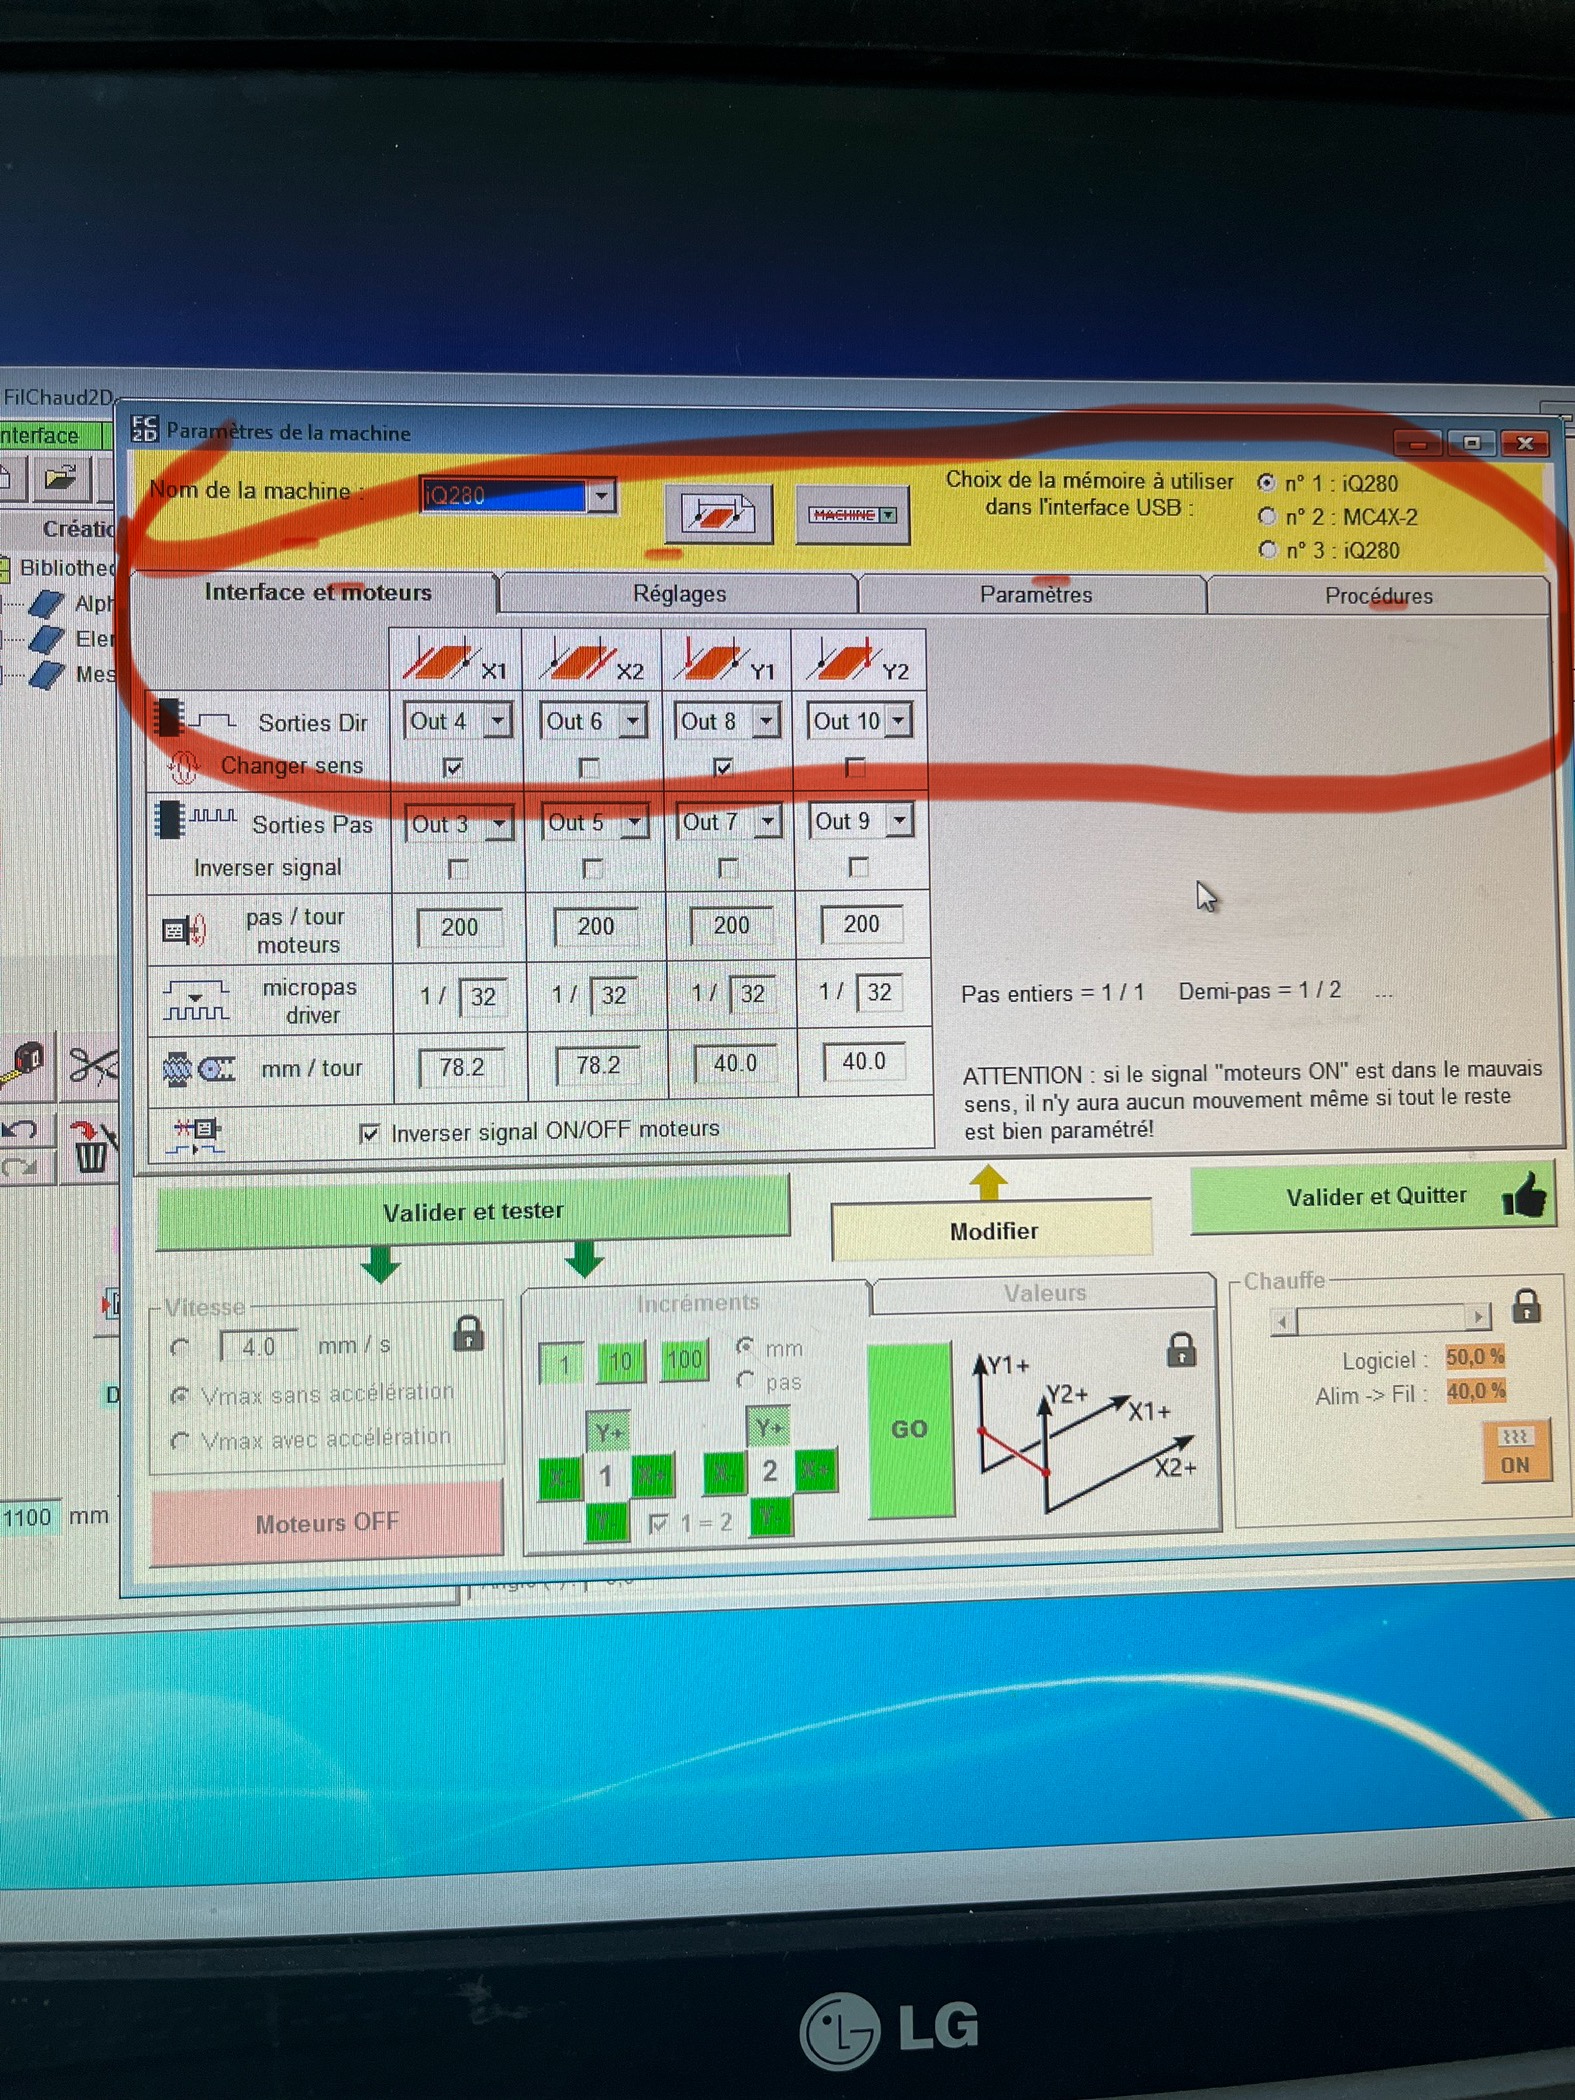 FilChaud2D
FC
2D
Paramètres de la machine
nterface
Nom de la machine :
iQ280
MACHINE
Choix de la mémoire à utiliser
dans l'interface USB :
n° 1 : iQ280
n° 2 : MC4X-2
n° 3 : iQ280
Créatic
Bibliothec
Alph
Eler
Mes
Interface et moteurs
Réglages
Paramètres
Procédures
X1
X2
Y1
Y2
Sorties Dir
Out 4
Out 6
Out 8
Out 10
Changer sens
Sorties Pas
Out 3
Out 5
Out 7
Out 9
Inverser signal
pas / tour
moteurs
200
200
200
200
micropas
driver
1 / 32
1 / 32
1 / 32
1 / 32
Pas entiers = 1 / 1 Demi-pas = 1 / 2 ...
mm / tour
78.2
78.2
40.0
40.0
ATTENTION : si le signal "moteurs ON" est dans le mauvais
sens, il n'y aura aucun mouvement même si tout le reste
est bien paramétré!
Inverser signal ON/OFF moteurs
Valider et tester
Modifier
Valider et Quitter
Vitesse
4.0 mm / s
Vmax sans accélération
Vmax avec accélération
Moteurs OFF
Incréments
Valeurs
1
10
100
mm
pas
Y+
Y+
X-
1
X+
X-
2
X+
Y-
1 = 2
Y-
GO
Y1+
Y2+
X1+
X2+
Chauffe
Logiciel : 50,0 %
Alim -> Fil : 40,0 %
ON
D
1100 mm
LG